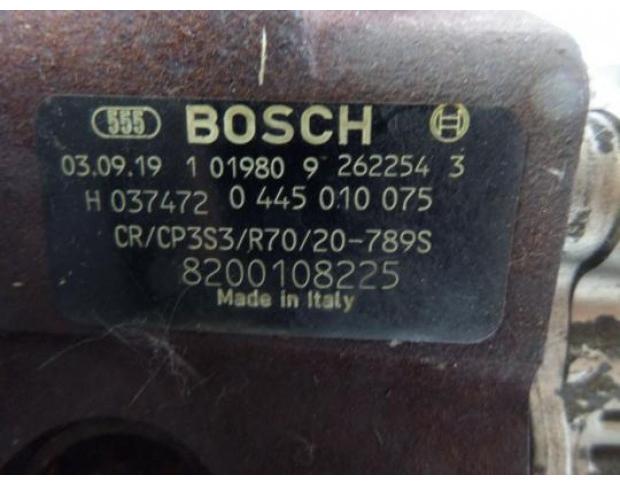 555 BOSCH
03.09.19 1 01980 9 262254 3
H 037472 0 445 010 075
CR/CP3S3/R70/20-789S
8200108225
Made in Italy